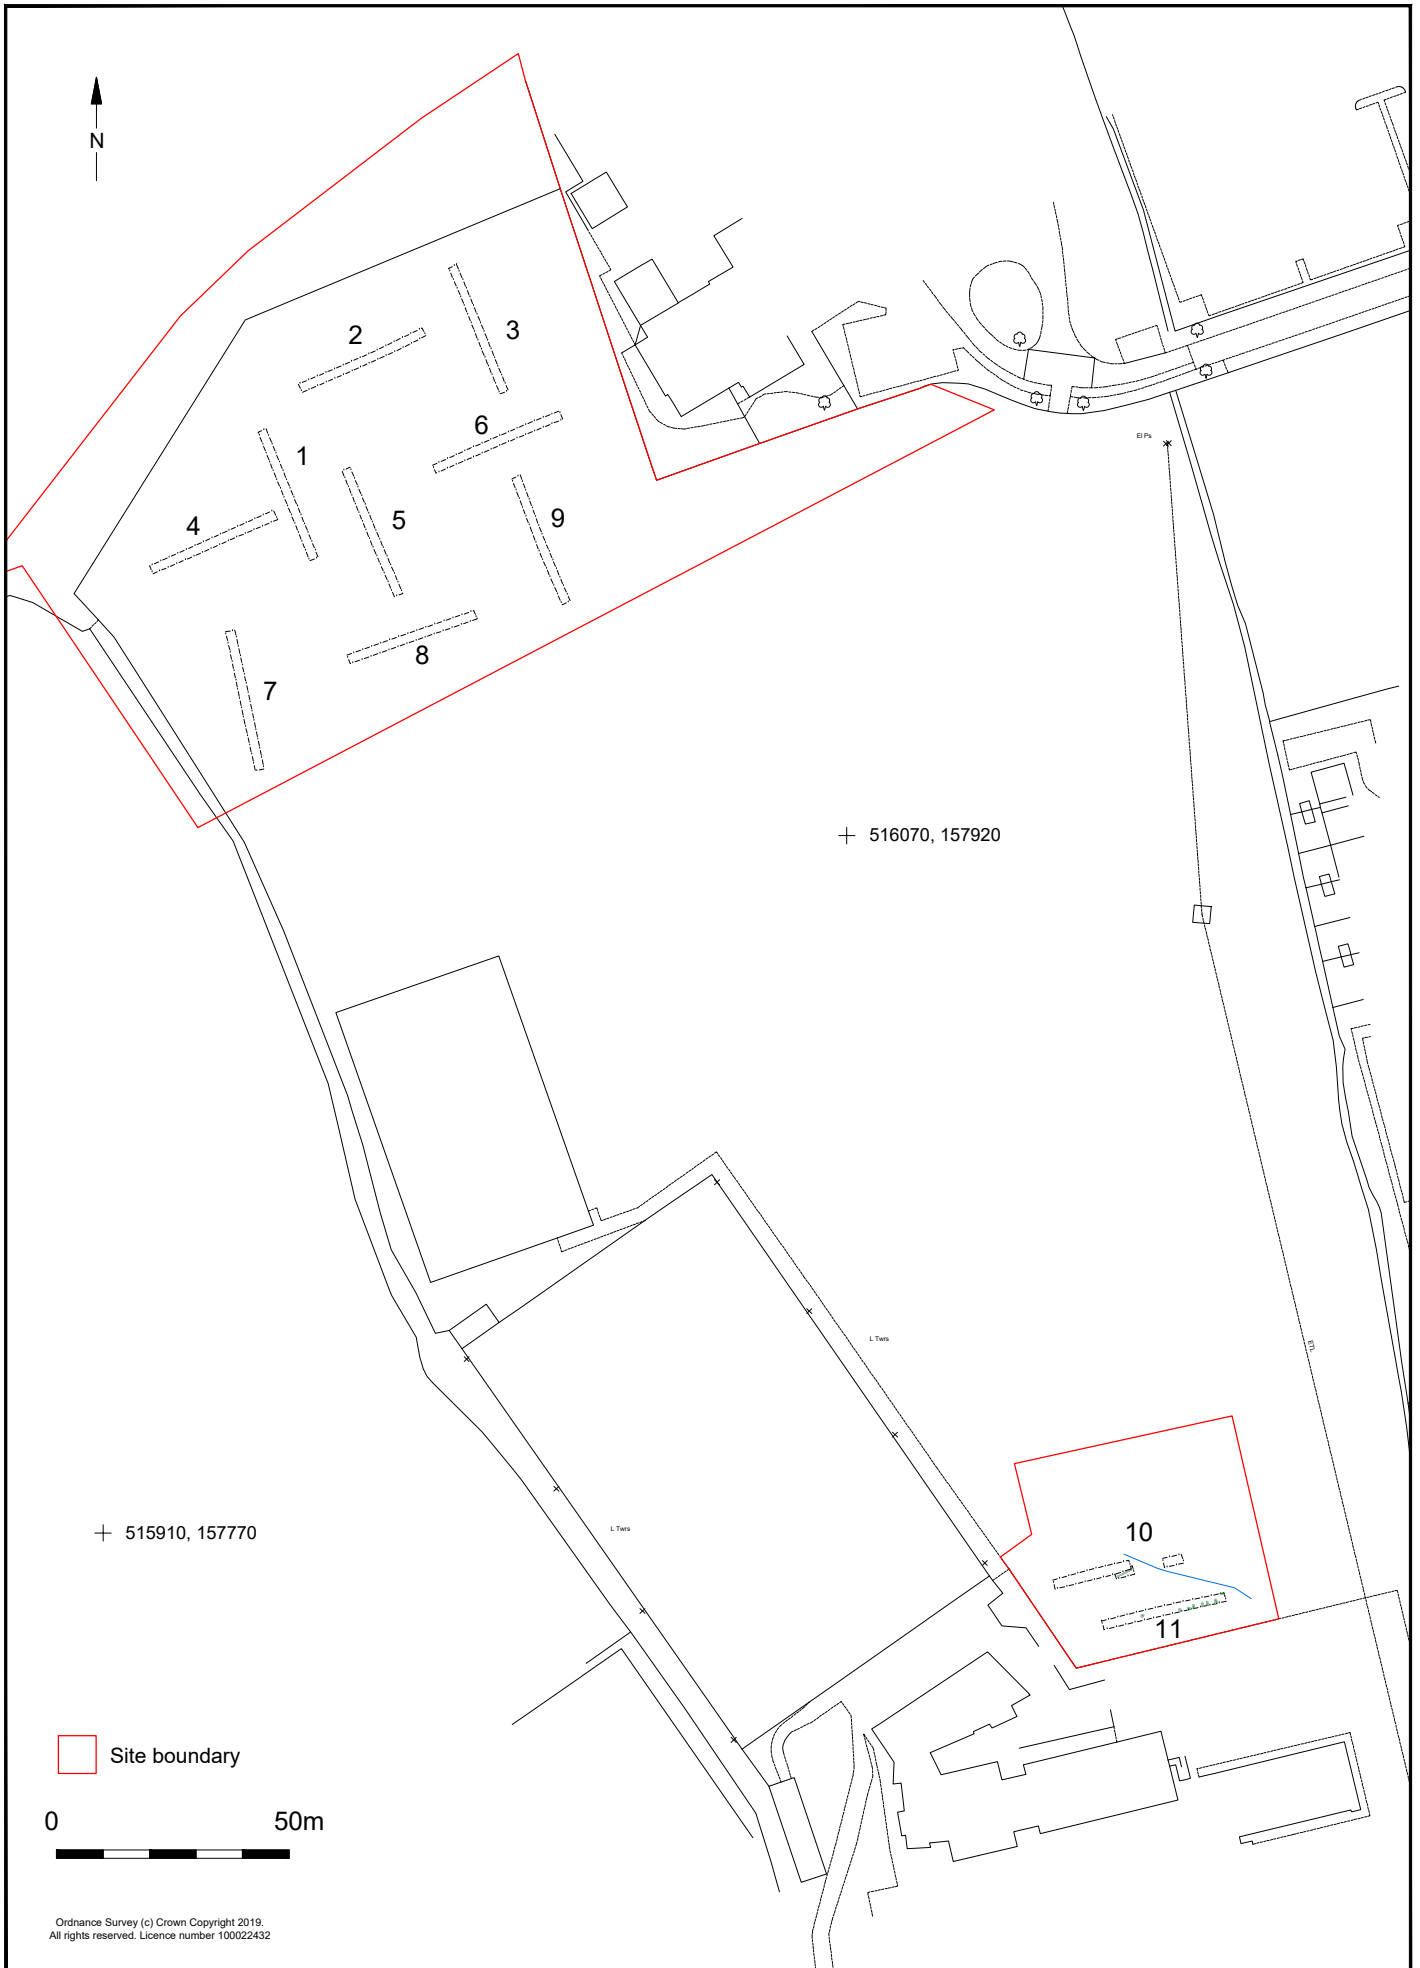 N
2
3
6
1
5
9
4
8
7
El Ps
516070, 157920
L Twrs
ETL
515910, 157770
L Twrs
10
11
Site boundary
0 50m
Ordnance Survey (c) Crown Copyright 2019.
All rights reserved. Licence number 100022432